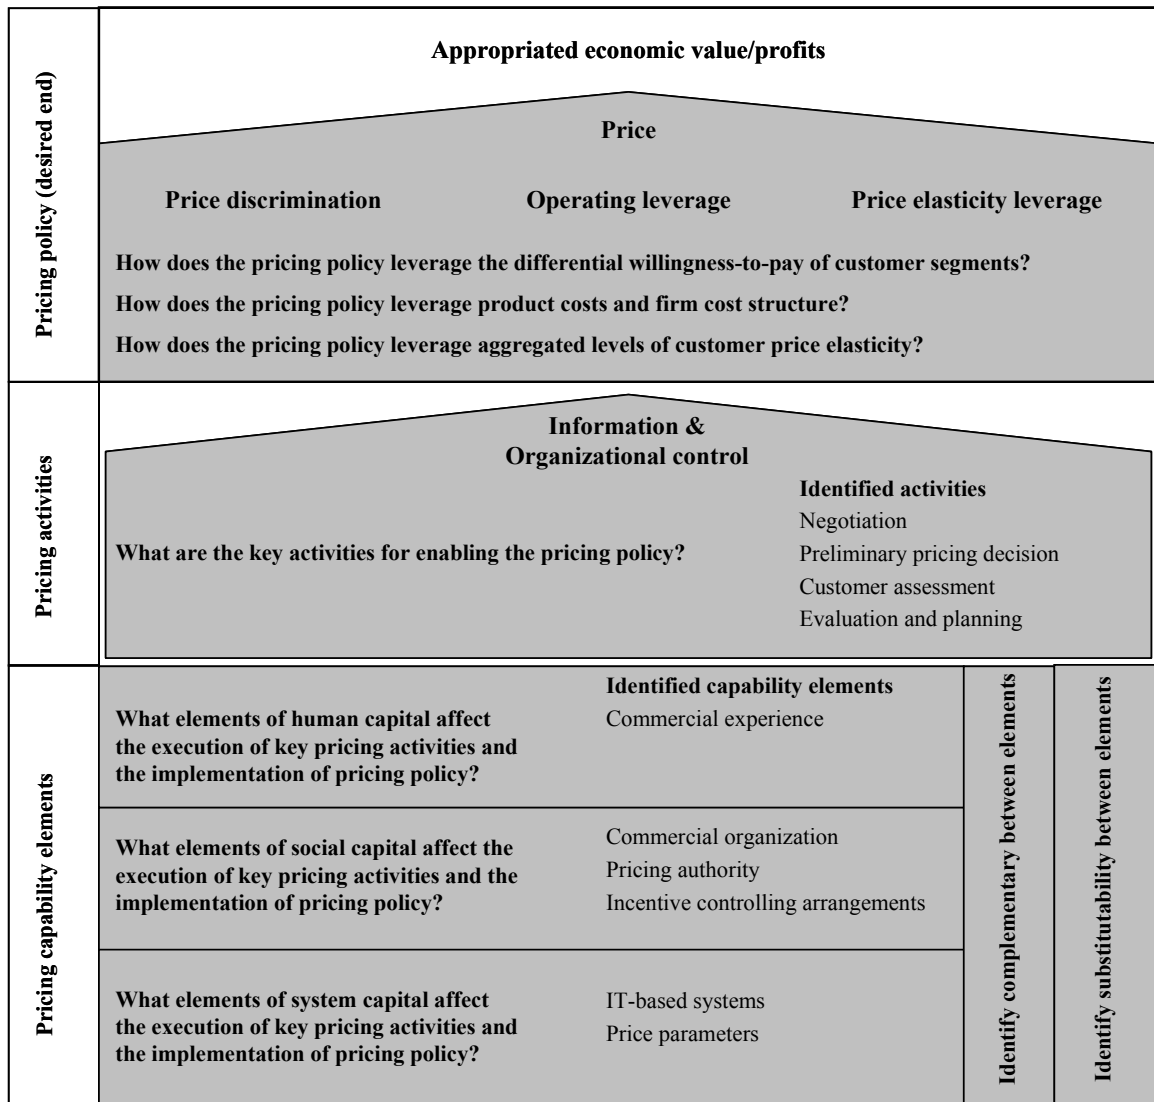 Pricing policy (desired end)
Appropriated economic value/profits
Price
Price discrimination
Operating leverage
Price elasticity leverage
How does the pricing policy leverage the differential willingness-to-pay of customer segments?
How does the pricing policy leverage product costs and firm cost structure?
How does the pricing policy leverage aggregated levels of customer price elasticity?
Pricing activities
Information &
Organizational control
What are the key activities for enabling the pricing policy?
Identified activities
Negotiation
Preliminary pricing decision
Customer assessment
Evaluation and planning
Pricing capability elements
What elements of human capital affect
the execution of key pricing activities and
the implementation of pricing policy?
Identified capability elements
Commercial experience
What elements of social capital affect the
execution of key pricing activities and the
implementation of pricing policy?
Commercial organization
Pricing authority
Incentive controlling arrangements
What elements of system capital affect
the execution of key pricing activities and
the implementation of pricing policy?
IT-based systems
Price parameters
Identify complementary between elements
Identify substitutability between elements